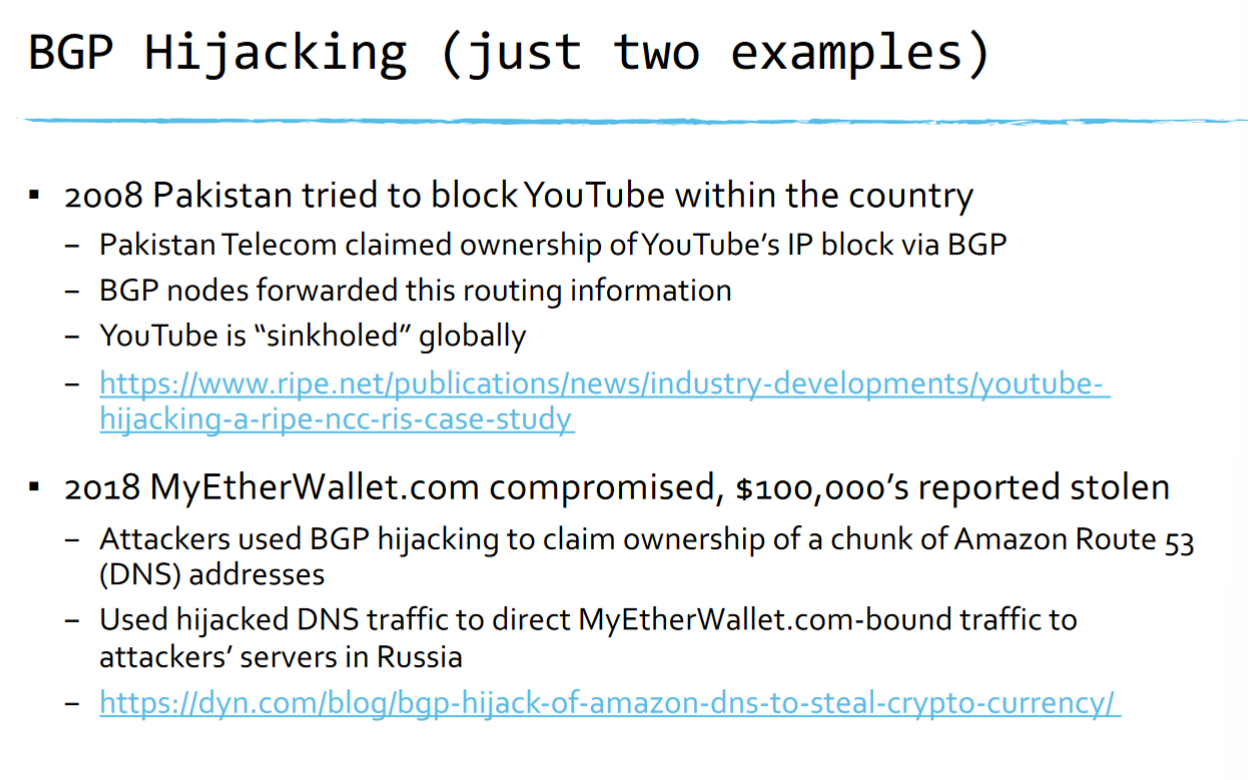 BGP Hijacking (just two examples)
▪ 2008 Pakistan tried to block YouTube within the country
– Pakistan Telecom claimed ownership of YouTube’s IP block via BGP
– BGP nodes forwarded this routing information
– YouTube is “sinkholed” globally
– https://www.ripe.net/publications/news/industry-developments/youtube-
hijacking-a-ripe-ncc-ris-case-study
▪ 2018 MyEtherWallet.com compromised, $100,000’s reported stolen
– Attackers used BGP hijacking to claim ownership of a chunk of Amazon Route 53
(DNS) addresses
– Used hijacked DNS traffic to direct MyEtherWallet.com-bound traffic to
attackers’ servers in Russia
– https://dyn.com/blog/bgp-hijack-of-amazon-dns-to-steal-crypto-currency/